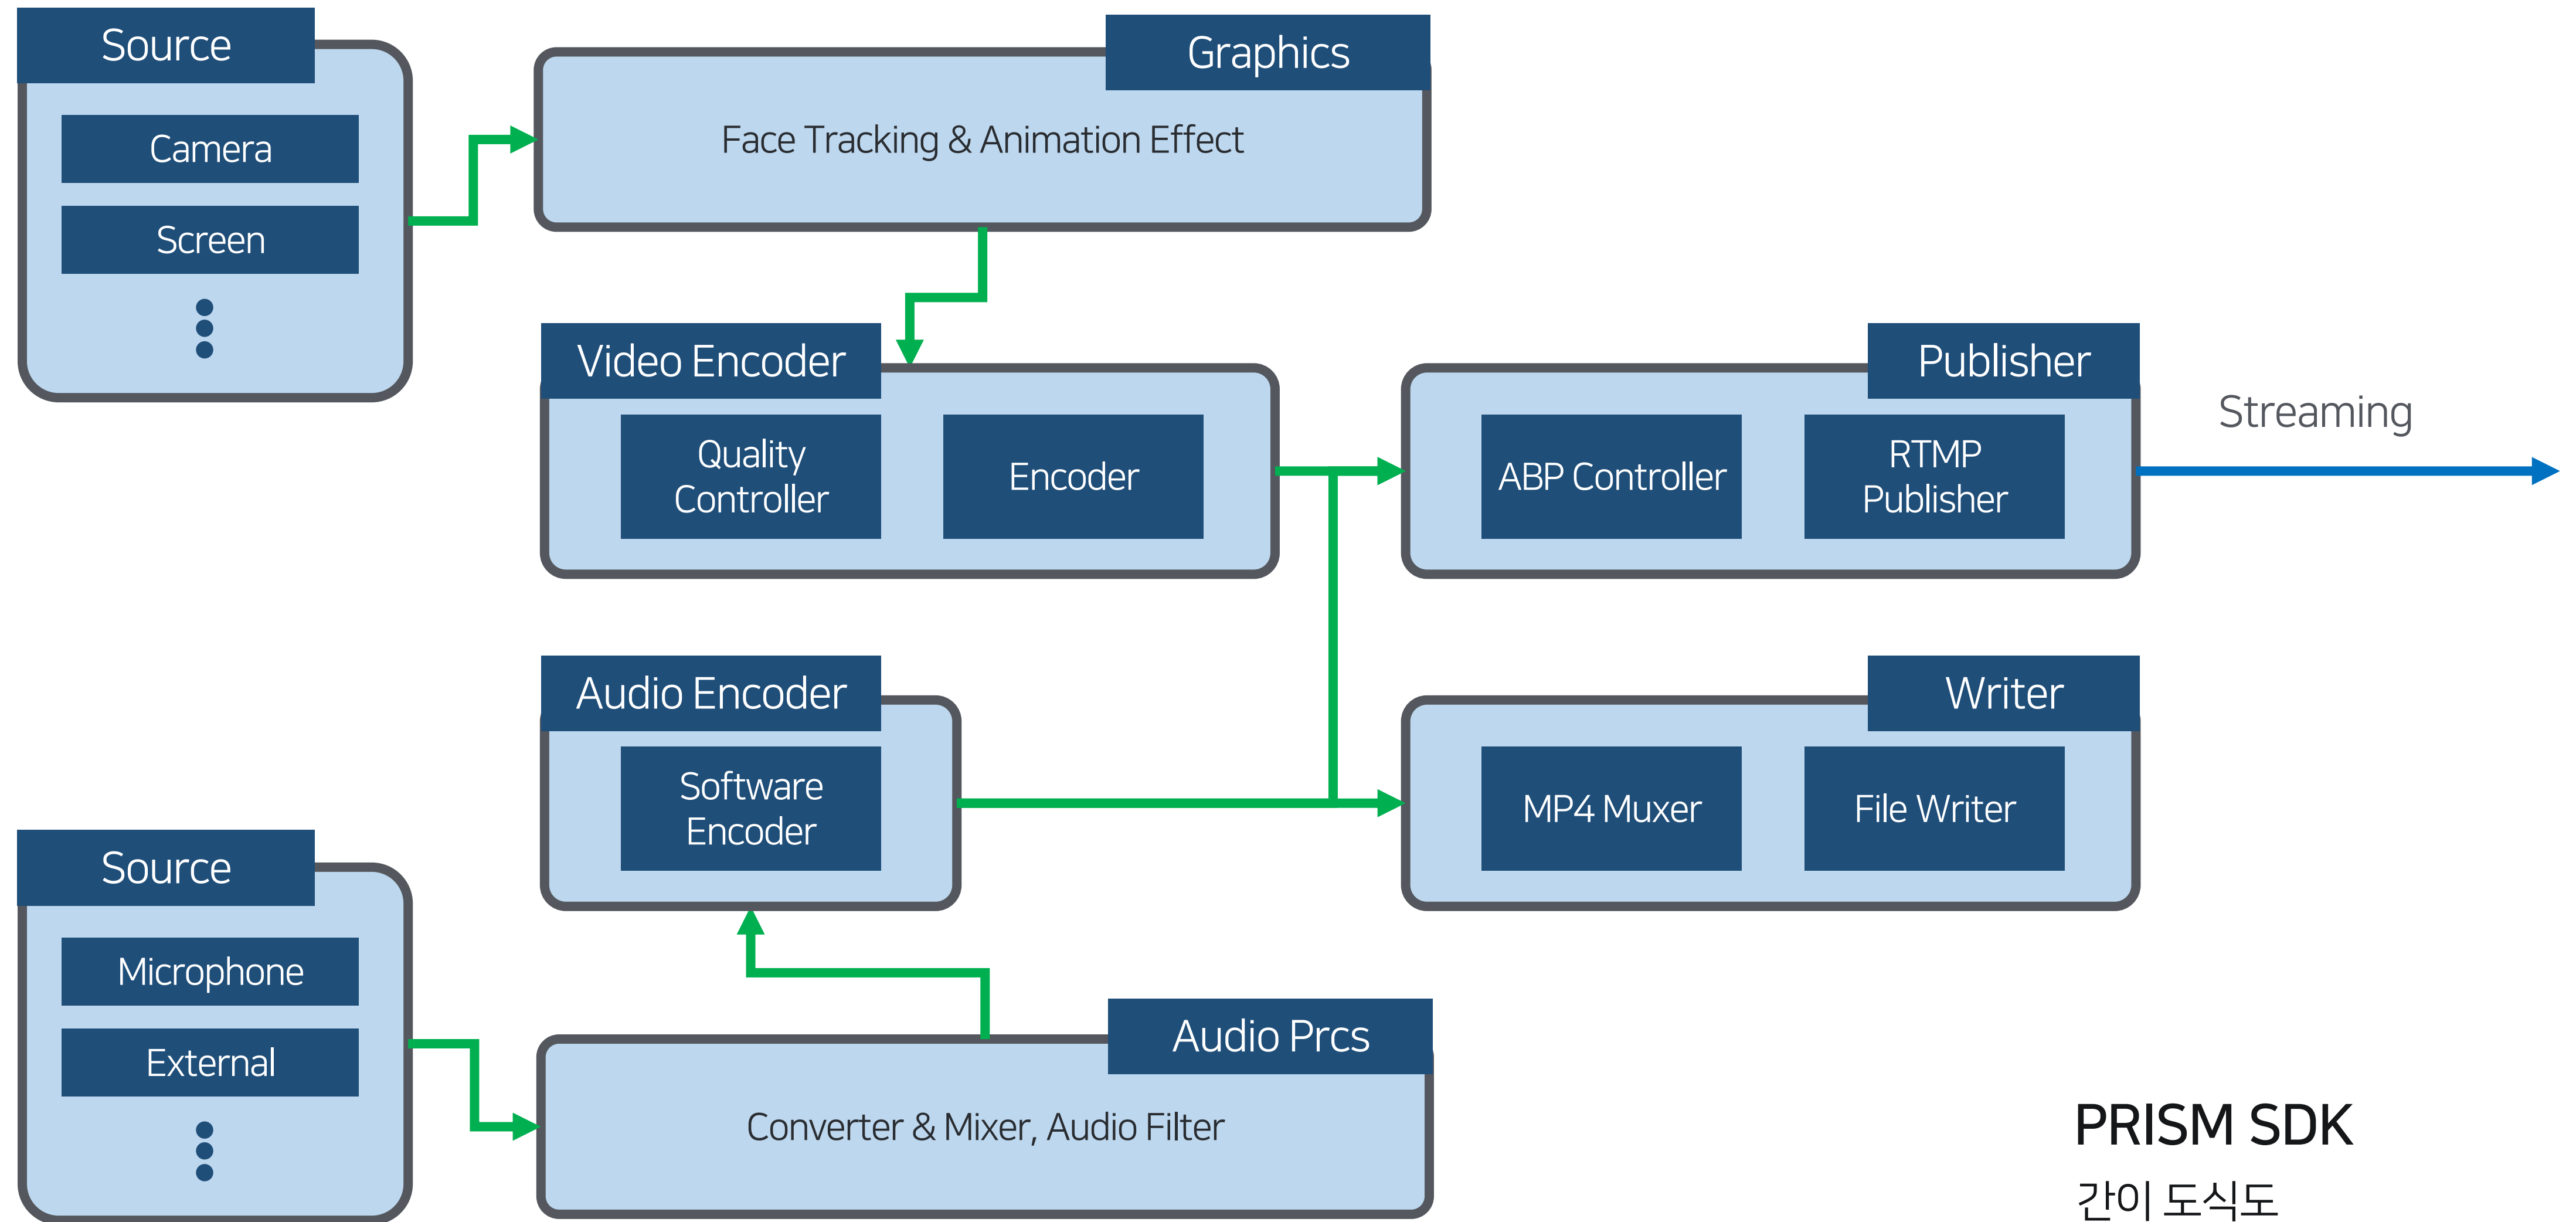 Source
Camera
Screen
Graphics
Face Tracking & Animation Effect
Video Encoder
Quality
Controller
Encoder
Publisher
ABP Controller
RTMP
Publisher
Streaming
Audio Encoder
Software
Encoder
Writer
MP4 Muxer
File Writer
Source
Microphone
External
Audio Prcs
Converter & Mixer, Audio Filter
PRISM SDK
간이 도식도